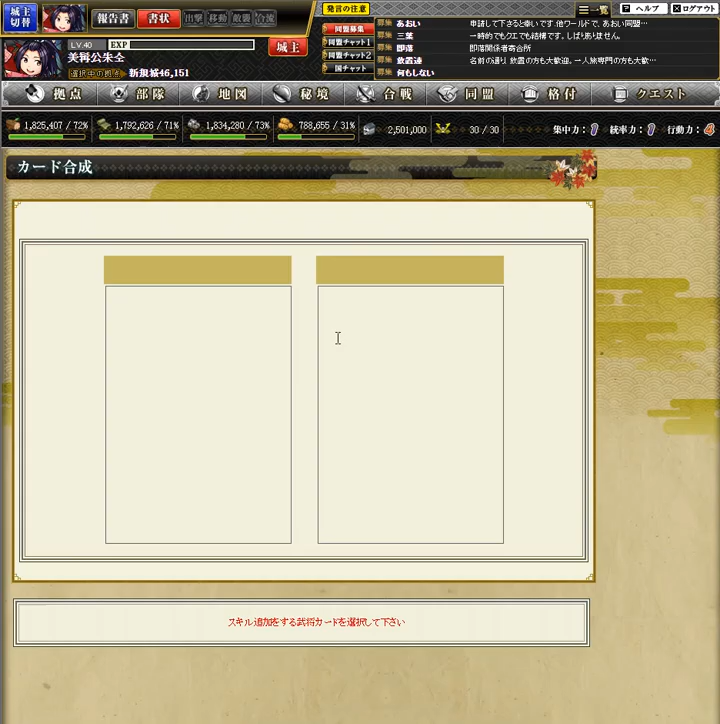 城主切替
報告書
書状
出撃
移動
敵襲
合流
発言の注意
一覧
ヘルプ
ログアウト
LV.40
EXP
城主
選択中の拠点
新規城46,151
同盟募集
同盟チャット1
同盟チャット2
国チャット
募集 あおい 申請して下さると幸いです.他ワールドで、あおい同盟…
募集 三葉 一時的でもクエでも結構です。しばりありません。
募集 即落 即落関係者寄合所
募集 放置連 名前の通り 放置の方も大歓迎。一人旅専門の方も大歓…
募集 何もしない
拠点
部隊
地図
秘境
合戦
同盟
格付
クエスト
1,825,407 / 72%
1,792,626 / 71%
1,834,280 / 73%
788,655 / 31%
2,501,000
30 / 30
集中力：1
統率力：1
行動力：4
カード合成
スキル追加をする武将カードを選択して下さい